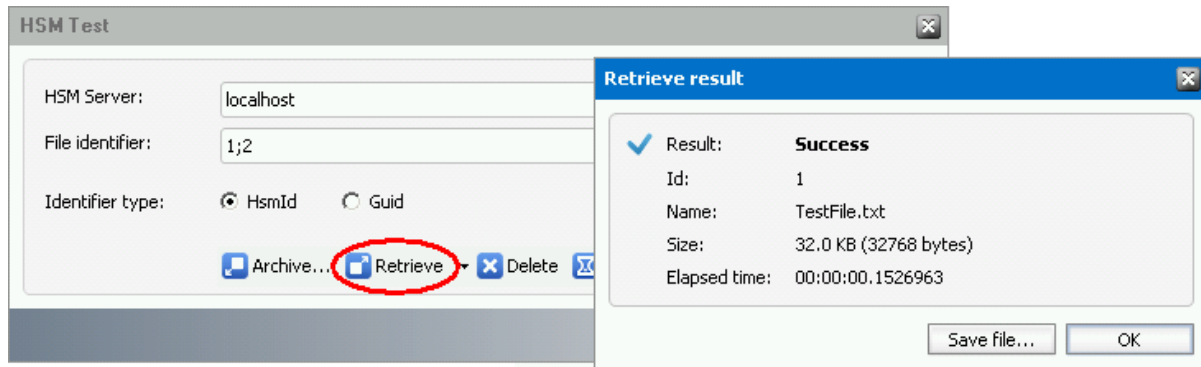 HSM Test
HSM Server: localhost
File identifier: 1;2
Identifier type: HsmId Guid
Archive... Retrieve Delete
Retrieve result
Result: Success
Id: 1
Name: TestFile.txt
Size: 32.0 KB (32768 bytes)
Elapsed time: 00:00:00.1526963
Save file... OK